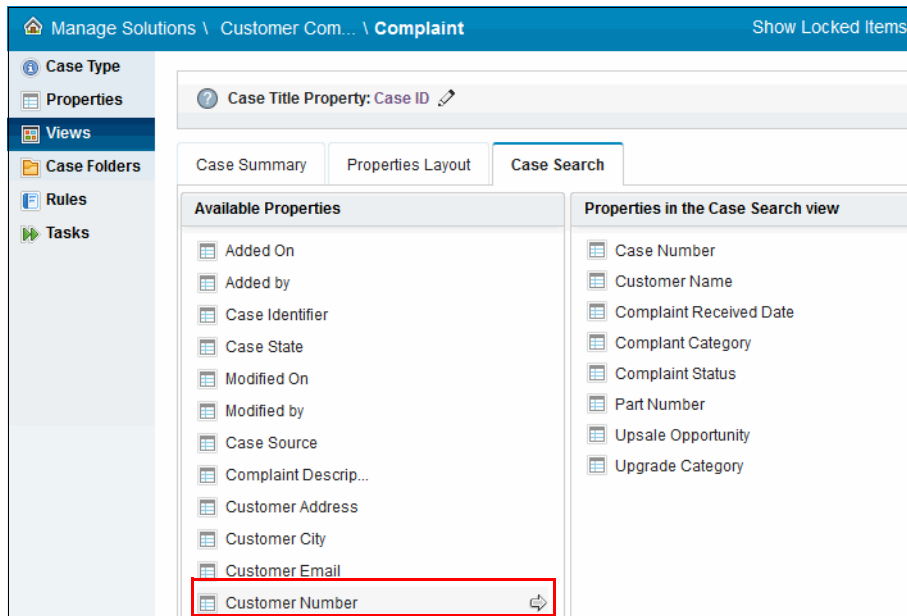 Manage Solutions \ Customer Com... \ Complaint
Show Locked Items
Case Type
Properties
Views
Case Folders
Rules
Tasks
? Case Title Property: Case ID
Case Summary
Properties Layout
Case Search
Available Properties
Added On
Added by
Case Identifier
Case State
Modified On
Modified by
Case Source
Complaint Descrip...
Customer Address
Customer City
Customer Email
Customer Number
Properties in the Case Search view
Case Number
Customer Name
Complaint Received Date
Complant Category
Complaint Status
Part Number
Upsale Opportunity
Upgrade Category